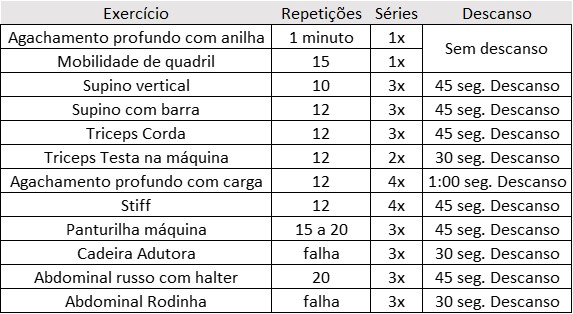 Exercício Repetições Séries Descanso
Agachamento profundo com anilha 1 minuto 1x Sem descanso
Mobilidade de quadril 15 1x
Supino vertical 10 3x 45 seg. Descanso
Supino com barra 12 3x 45 seg. Descanso
Triceps Corda 12 3x 45 seg. Descanso
Triceps Testa na máquina 12 2x 30 seg. Descanso
Agachamento profundo com carga 12 4x 1:00 seg. Descanso
Stiff 12 4x 45 seg. Descanso
Panturilha máquina 15 a 20 3x 45 seg. Descanso
Cadeira Adutora falha 3x 30 seg. Descanso
Abdominal russo com halter 20 3x 45 seg. Descanso
Abdominal Rodinha falha 3x 30 seg. Descanso